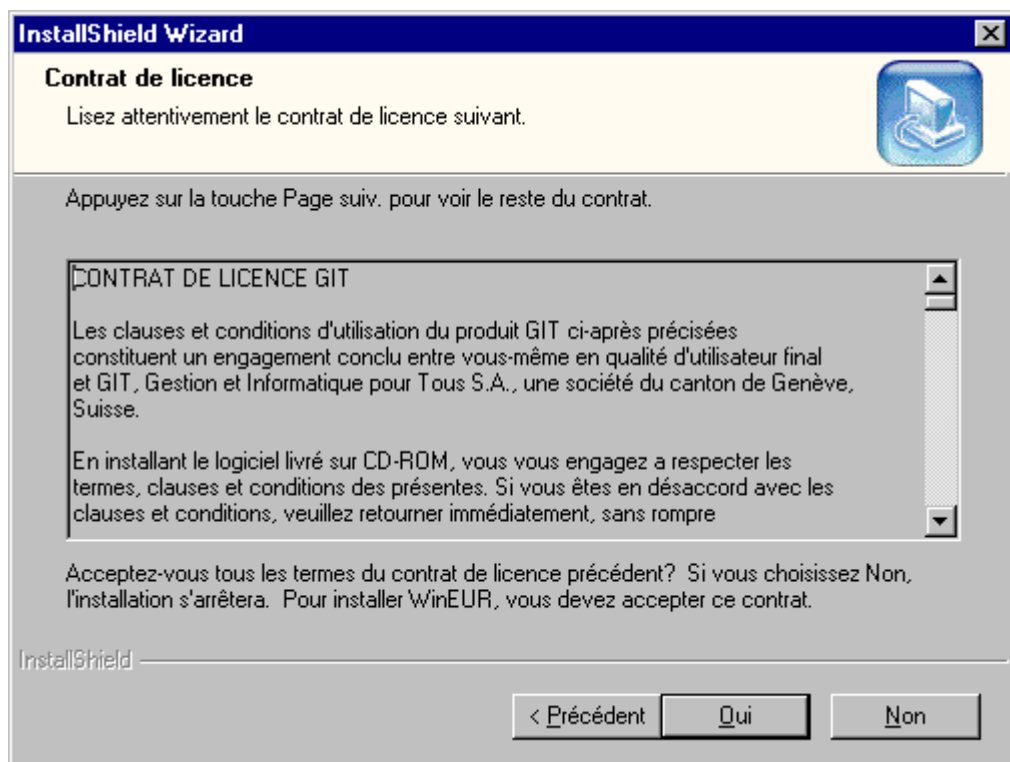 InstallShield Wizard
Contrat de licence
Lisez attentivement le contrat de licence suivant.
Appuyez sur la touche Page suiv. pour voir le reste du contrat.
CONTRAT DE LICENCE GIT
Les clauses et conditions d'utilisation du produit GIT ci-après précisées
constituent un engagement conclu entre vous-même en qualité d'utilisateur final
et GIT, Gestion et Informatique pour Tous S.A., une société du canton de Genève,
Suisse.
En installant le logiciel livré sur CD-ROM, vous vous engagez a respecter les
termes, clauses et conditions des présentes. Si vous êtes en désaccord avec les
clauses et conditions, veuillez retourner immédiatement, sans rompre
Acceptez-vous tous les termes du contrat de licence précédent?  Si vous choisissez Non,
l'installation s'arrêtera.  Pour installer WinEUR, vous devez accepter ce contrat.
InstallShield
< Précédent Oui Non